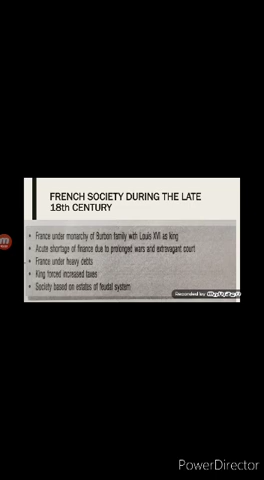 FRENCH SOCIETY DURING THE LATE
18th CENTURY
• France under monarchy of Burbon family with Louis XVI as king
• Acute shortage of finance due to prolonged wars and extravagant court
• France under heavy debts
• King forced increased taxes
• Society based on estates of feudal system
Recorded by
PowerDirector